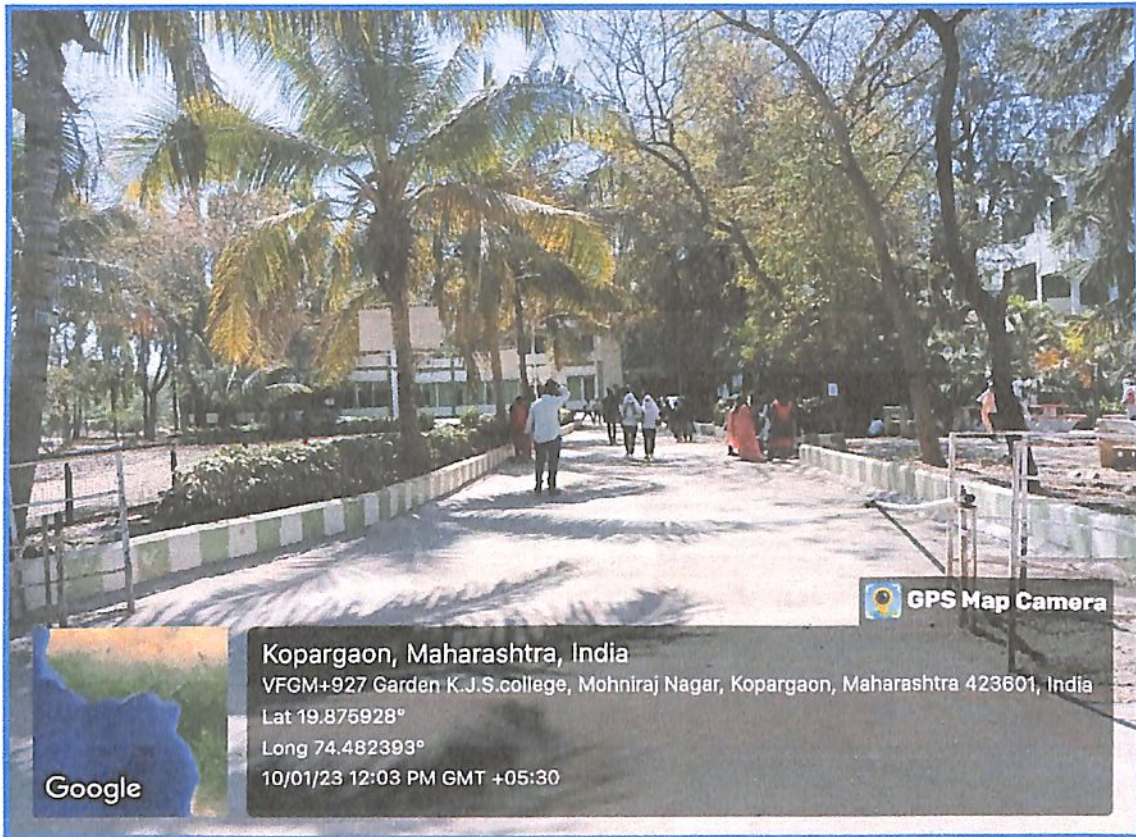 GPS Map Camera
Kopargaon, Maharashtra, India
VFGM+927 Garden K.J.S.college, Mohniraj Nagar, Kopargaon, Maharashtra 423601, India
Lat 19.875928°
Long 74.482393°
10/01/23 12:03 PM GMT +05:30
Google